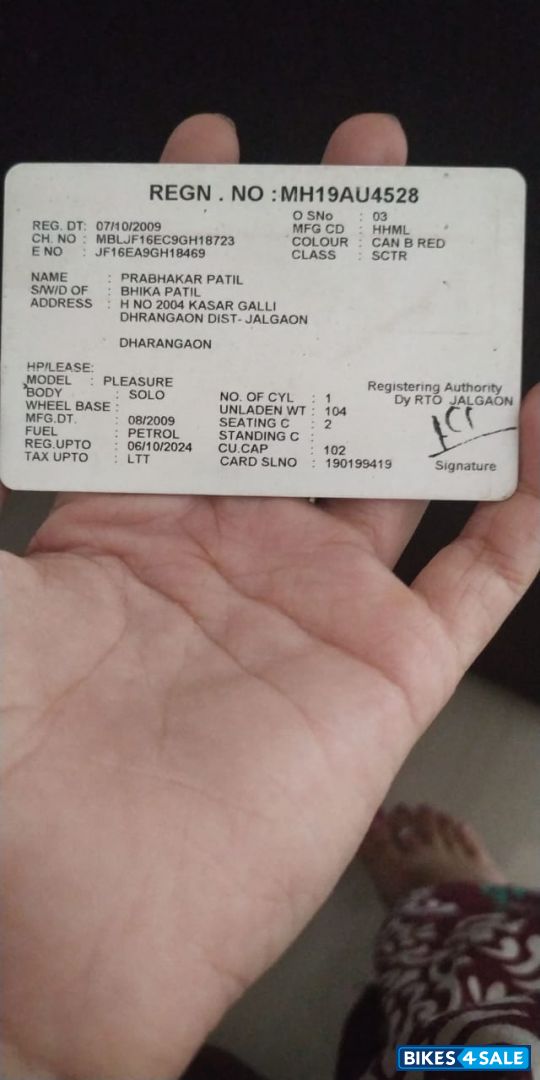 REGN . NO : MH19AU4528
REG. DT: 07/10/2009 O SNo : 03
CH. NO : MBLJF16EC9GH18723 MFG CD : HHML
E NO : JF16EA9GH18469 COLOUR : CAN B RED
CLASS : SCTR
NAME : PRABHAKAR PATIL
S/W/D OF : BHIKA PATIL
ADDRESS : H NO 2004 KASAR GALLI
DHRANGAON DIST- JALGAON
DHARANGAON
HP/LEASE:
MODEL : PLEASURE Registering Authority
BODY : SOLO NO. OF CYL : 1 Dy RTO JALGAON
WHEEL BASE : UNLADEN WT : 104
MFG.DT. : 08/2009 SEATING C : 2
FUEL : PETROL STANDING C :
REG.UPTO : 06/10/2024 CU.CAP : 102
TAX UPTO : LTT CARD SLNO : 190199419 Signature
BIKES4SALE